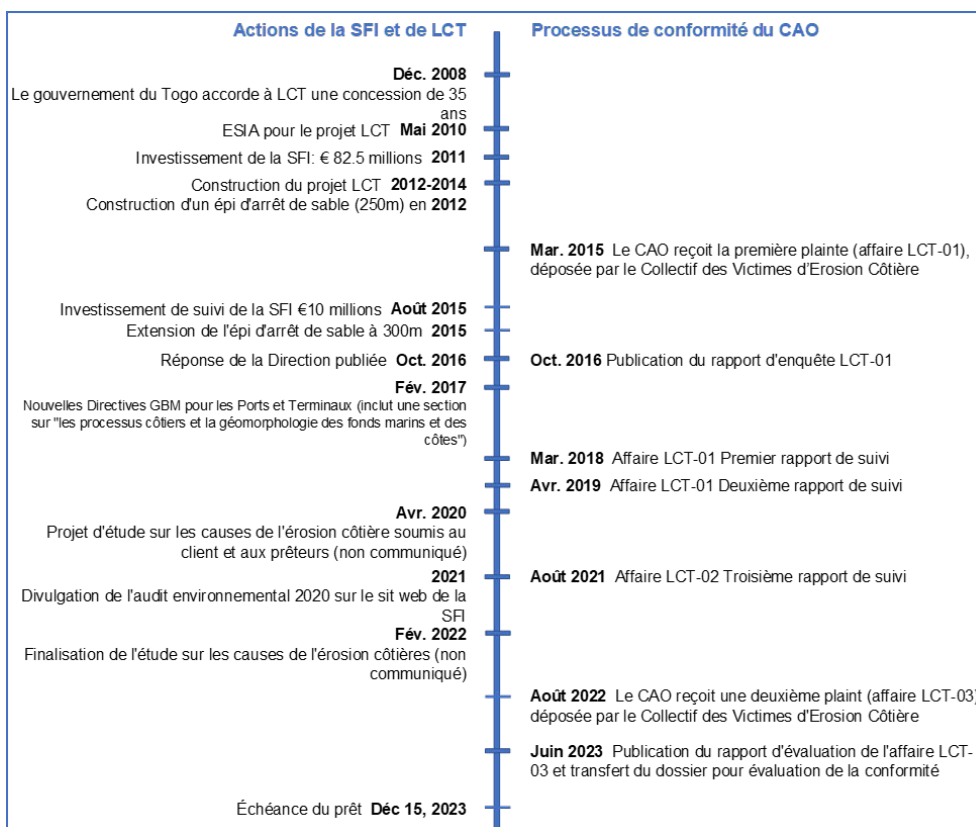 Actions de la SFI et de LCT
Processus de conformité du CAO
Déc. 2008
Le gouvernement du Togo accorde à LCT une concession de 35
ans
ESIA pour le projet LCT Mai 2010
Investissement de la SFI: € 82.5 millions 2011
Construction du projet LCT 2012-2014
Construction d'un épi d'arrêt de sable (250m) en 2012
Mar. 2015 Le CAO reçoit la première plainte (affaire LCT-01),
déposée par le Collectif des Victimes d'Erosion Côtière
Investissement de suivi de la SFI €10 millions Août 2015
Extension de l'épi d'arrêt de sable à 300m 2015
Réponse de la Direction publiée Oct. 2016
Oct. 2016 Publication du rapport d'enquête LCT-01
Fév. 2017
Nouvelles Directives GBM pour les Ports et Terminaux (inclut une section
sur "les processus côtiers et la géomorphologie des fonds marins et des
côtes")
Mar. 2018 Affaire LCT-01 Premier rapport de suivi
Avr. 2019 Affaire LCT-01 Deuxième rapport de suivi
Avr. 2020
Projet d'étude sur les causes de l'érosion côtière soumis au
client et aux prêteurs (non communiqué)
2021
Divulgation de l'audit environnemental 2020 sur le sit web de la
SFI
Août 2021 Affaire LCT-02 Troisième rapport de suivi
Fév. 2022
Finalisation de l'étude sur les causes de l'érosion côtières (non
communiqué)
Août 2022 Le CAO reçoit une deuxième plaint (affaire LCT-03)
déposée par le Collectif des Victimes d'Erosion Côtière
Juin 2023 Publication du rapport d'évaluation de l'affaire LCT-
03 et transfert du dossier pour évaluation de la conformité
Échéance du prêt Déc 15, 2023